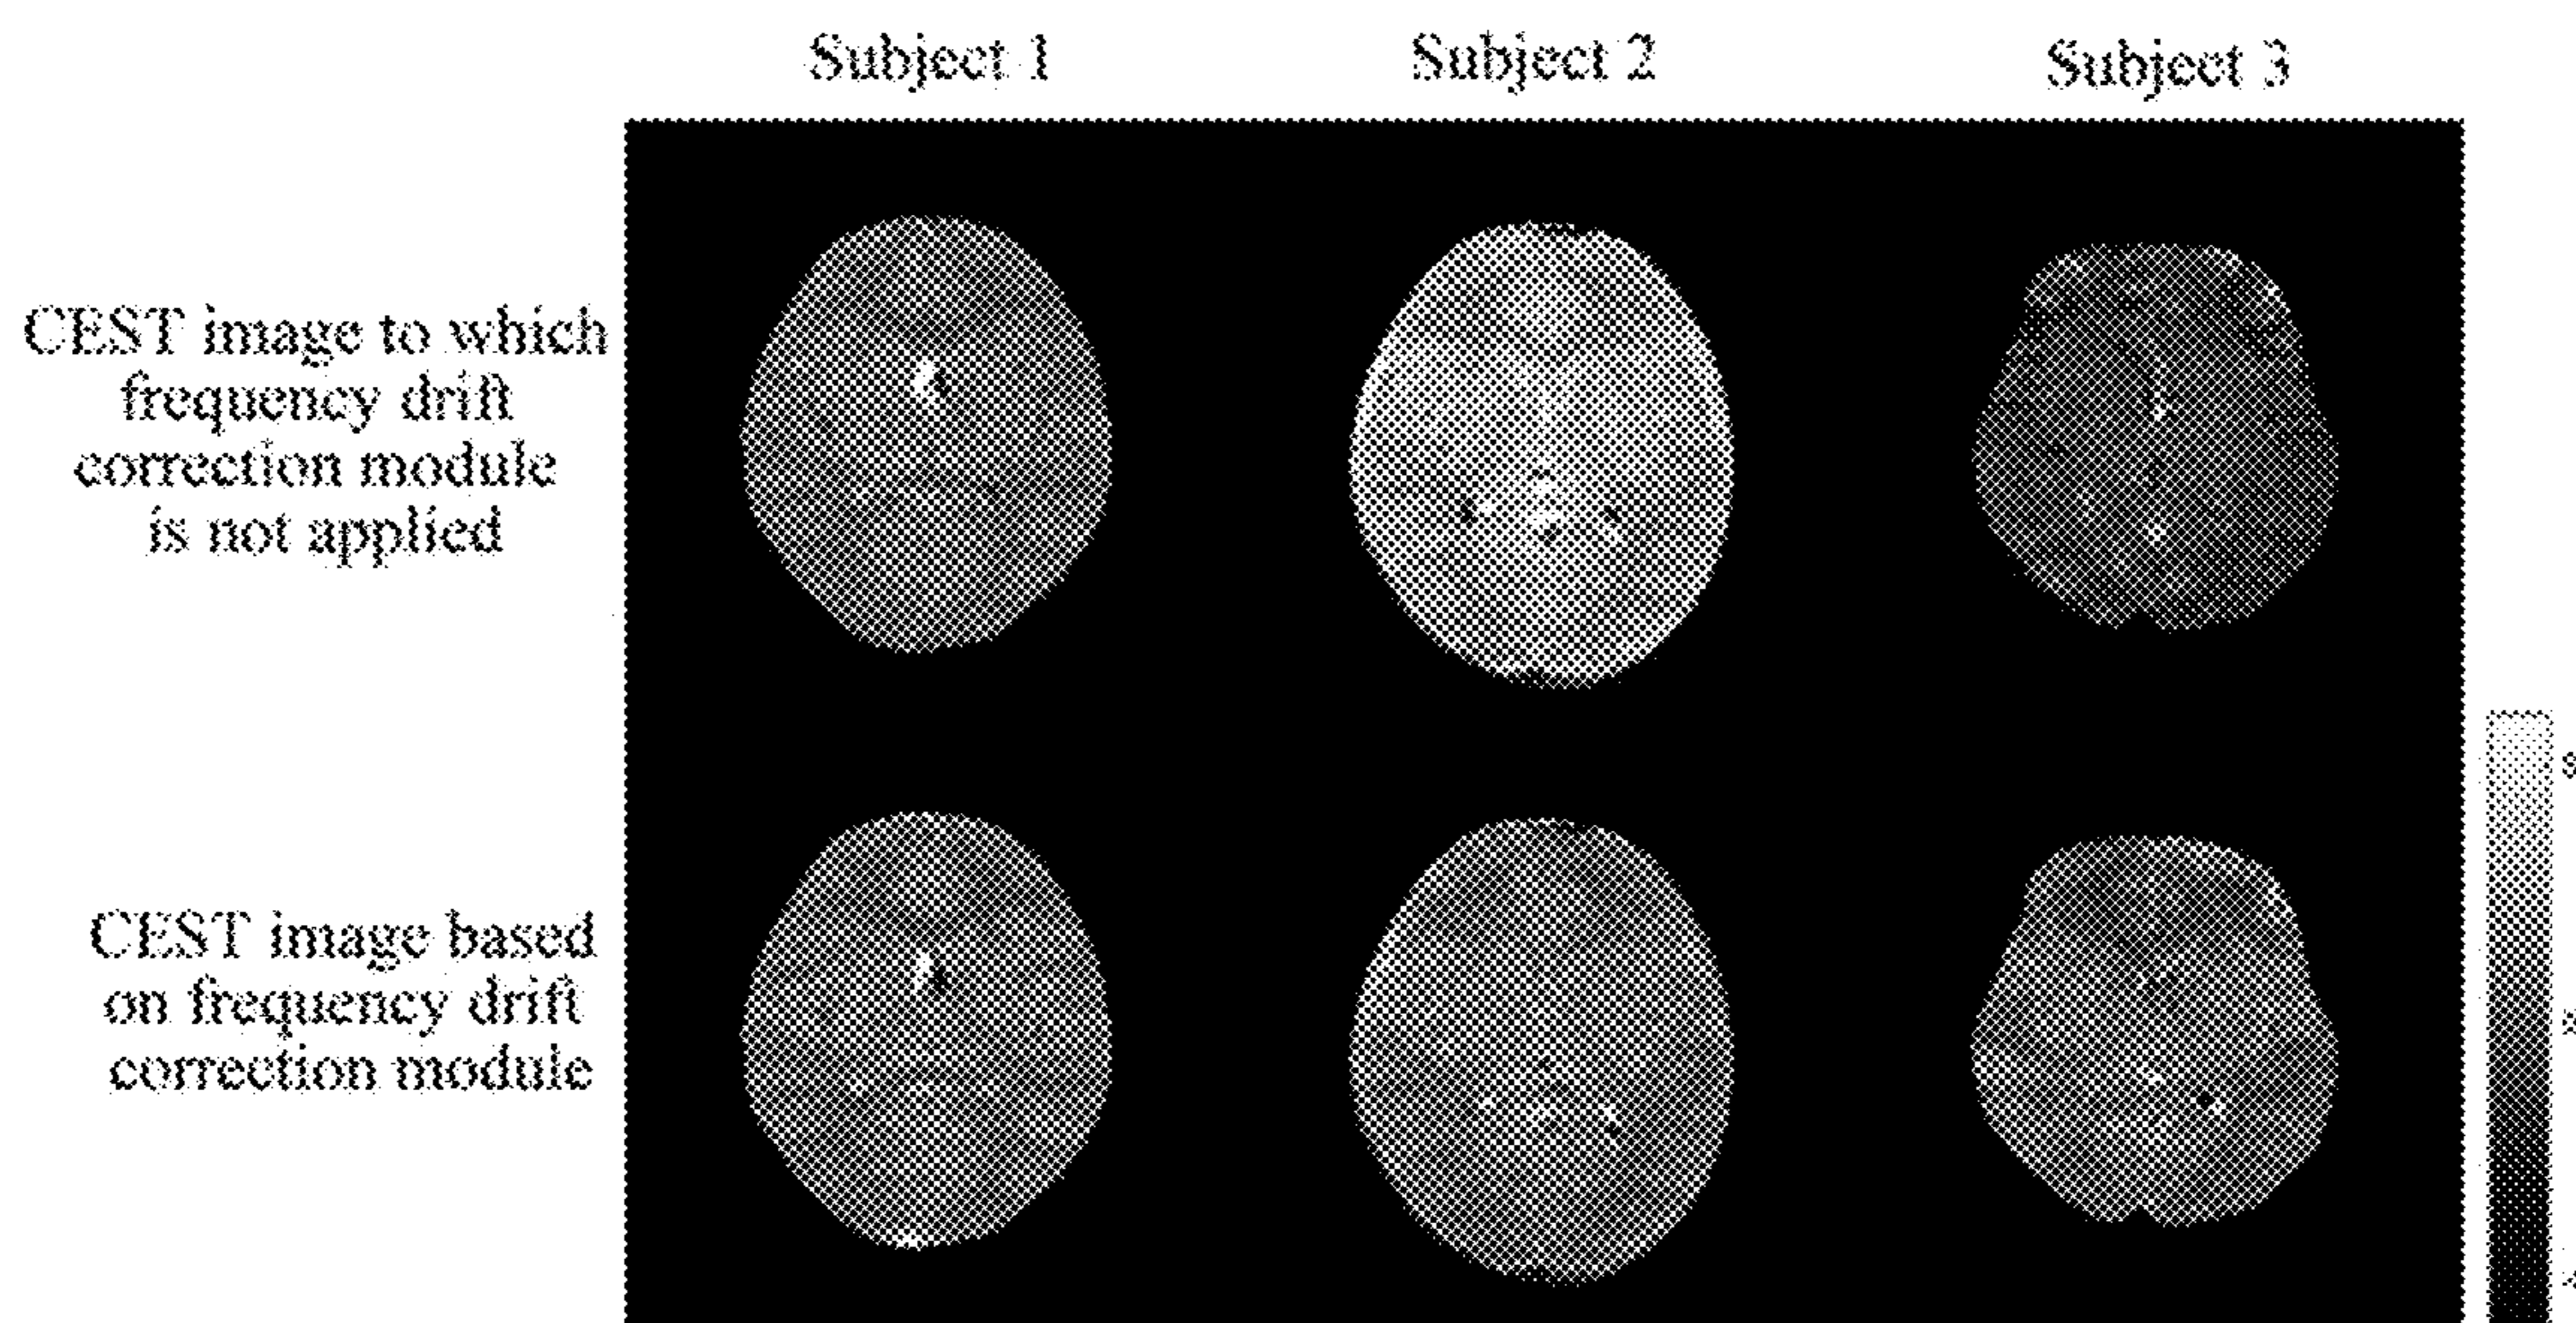 Subject 1
Subject 2
Subject 3
CEST image to which
frequency drift
correction module
is not applied
CEST image based
on frequency drift
correction module